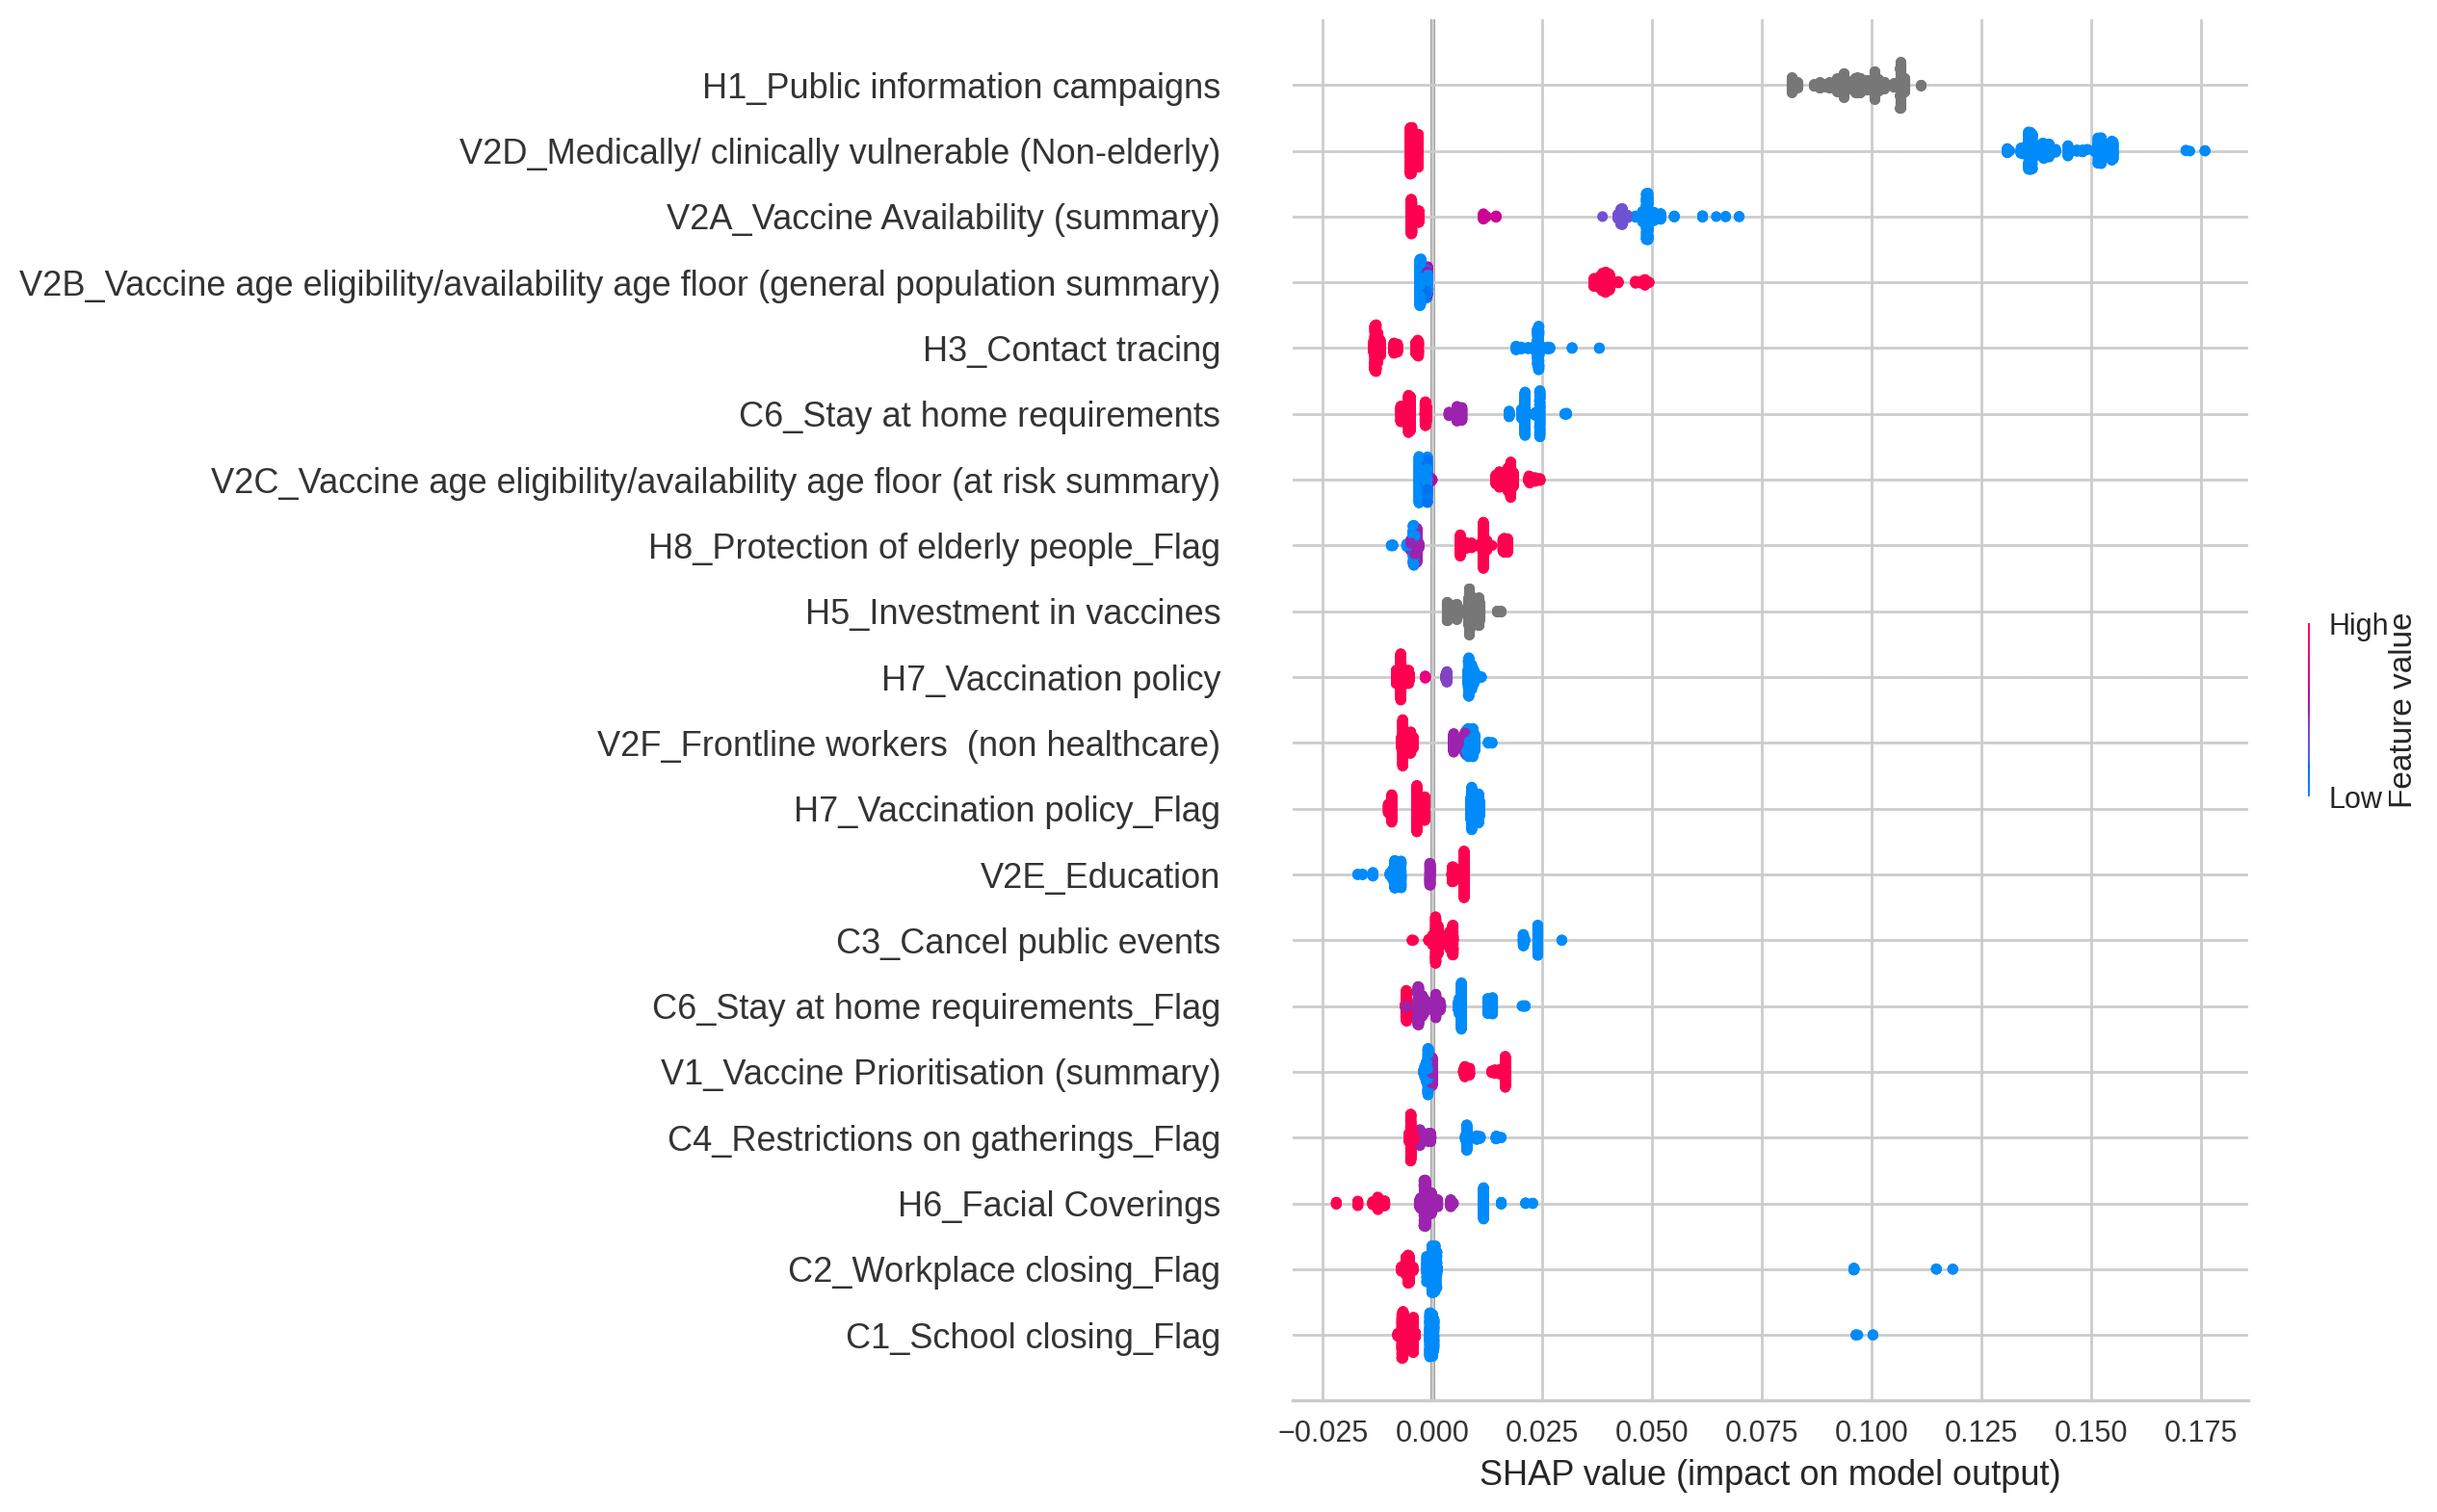 H1_Public information campaigns
V2D_Medically/ clinically vulnerable (Non-elderly)
V2A_Vaccine Availability (summary)
V2B_Vaccine age eligibility/availability age floor (general population summary)
H3_Contact tracing
C6_Stay at home requirements
V2C_Vaccine age eligibility/availability age floor (at risk summary)
H8_Protection of elderly people_Flag
H5_Investment in vaccines
H7_Vaccination policy
V2F_Frontline workers  (non healthcare)
H7_Vaccination policy_Flag
V2E_Education
C3_Cancel public events
C6_Stay at home requirements_Flag
V1_Vaccine Prioritisation (summary)
C4_Restrictions on gatherings_Flag
H6_Facial Coverings
C2_Workplace closing_Flag
C1_School closing_Flag
−0.025 0.000 0.025 0.050 0.075 0.100 0.125 0.150 0.175
SHAP value (impact on model output)
High
Low
Feature value